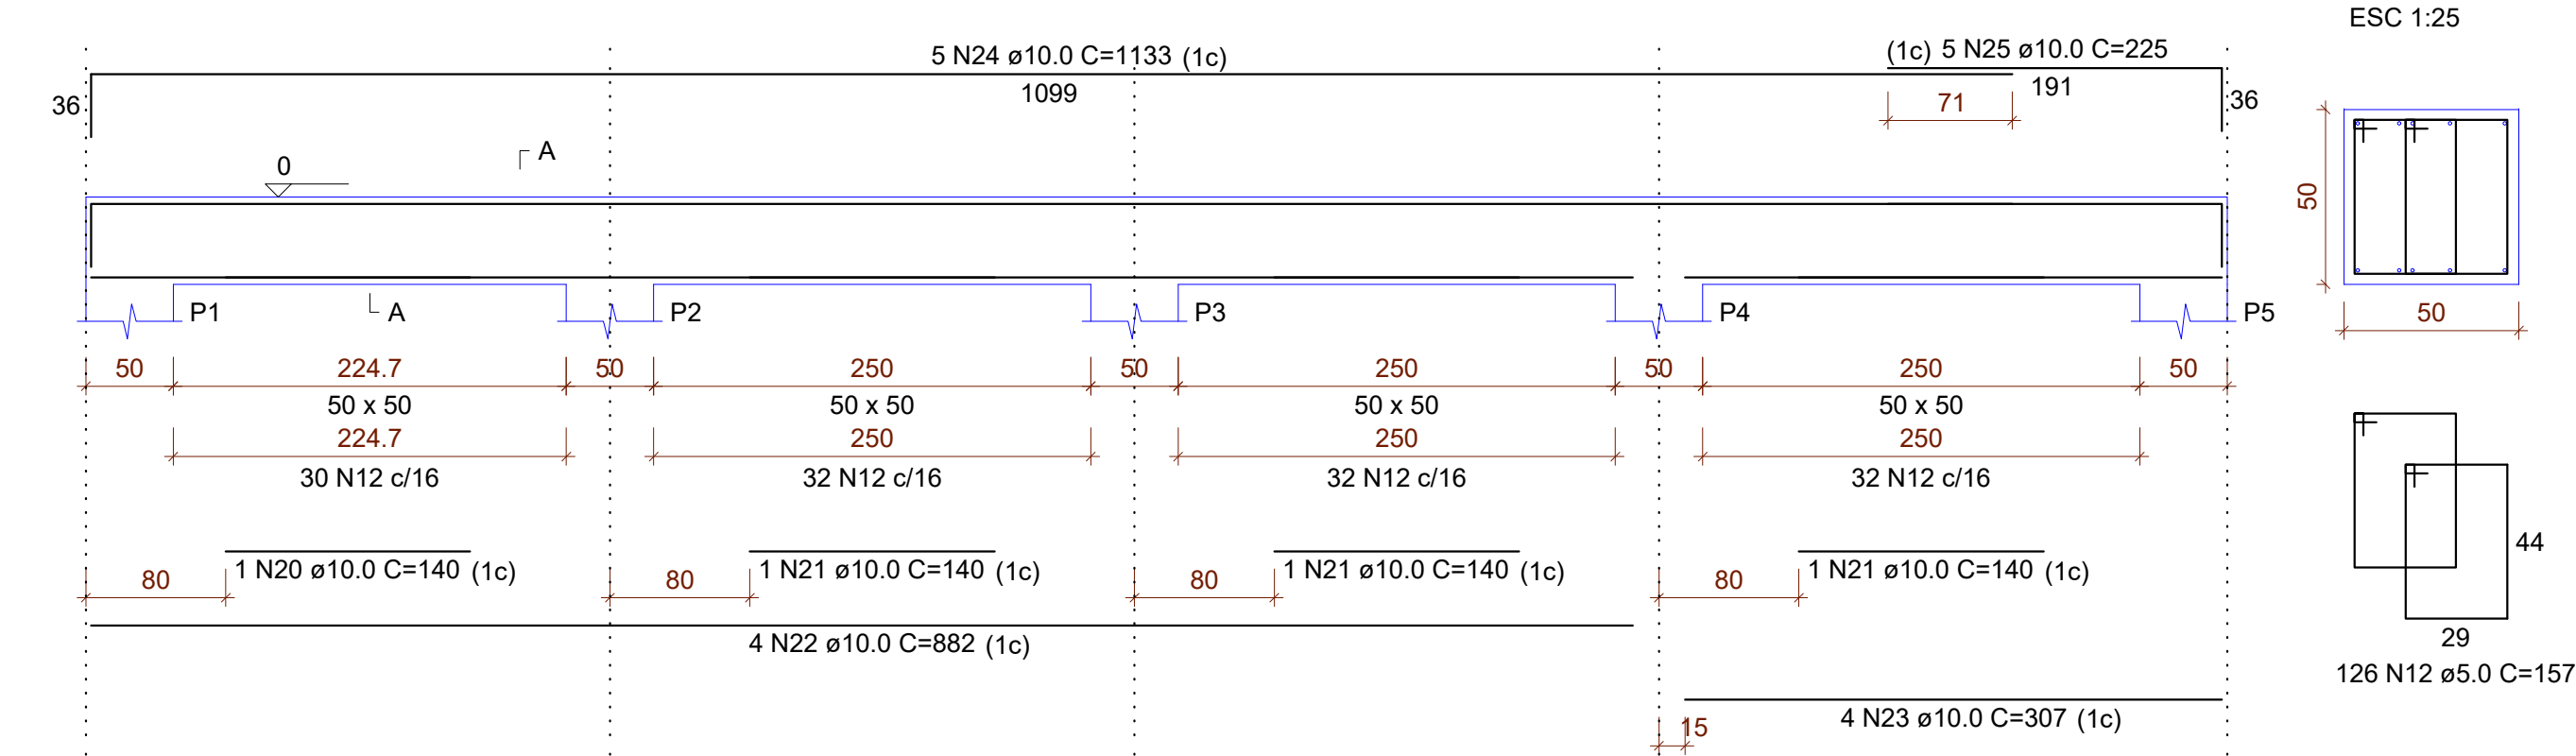 ESC 1:25
5 N24 ø10.0 C=1133 (1c)
(1c) 5 N25 ø10.0 C=225
36
1099
71
191
36
0
A
A
P1
P2
P3
P4
P5
50
50
50
224.7
50
250
50
250
50
250
50
50 x 50
50 x 50
50 x 50
50 x 50
224.7
250
250
250
30 N12 c/16
32 N12 c/16
32 N12 c/16
32 N12 c/16
1 N20 ø10.0 C=140 (1c)
1 N21 ø10.0 C=140 (1c)
1 N21 ø10.0 C=140 (1c)
1 N21 ø10.0 C=140 (1c)
80
80
80
80
4 N22 ø10.0 C=882 (1c)
4 N23 ø10.0 C=307 (1c)
15
44
29
126 N12 ø5.0 C=157